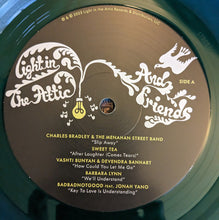 © & ℗ 2023 Light in the Attic Records & Distribution, LLC.
Light in
The Attic
And
Friends
SIDE A
CHARLES BRADLEY & THE MENAHAN STREET BAND
"Slip Away"
SWEET TEA
"After Laughter (Comes Tears)"
VASHTI BUNYAN & DEVENDRA BANHART
"How Could You Let Me Go"
BARBARA LYNN
"We'll Understand"
BADBADNOTGOOD FEAT. JONAH YANO
"Key To Love Is Understanding"